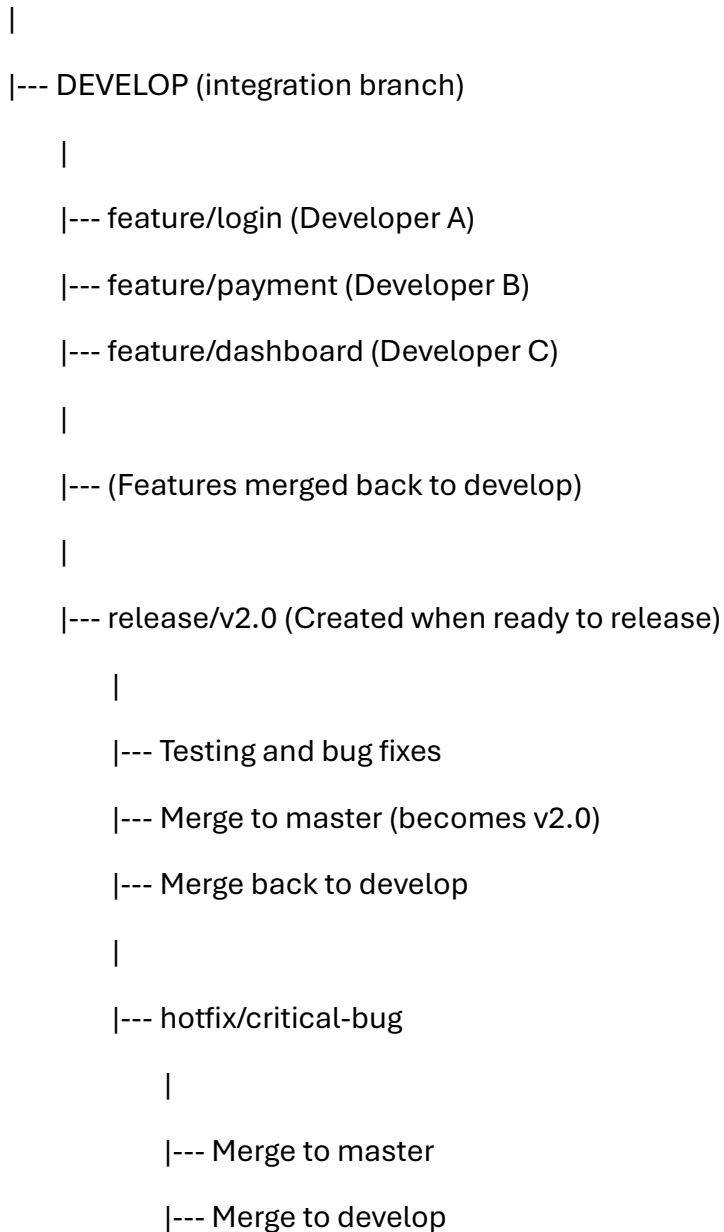 |
|--- DEVELOP (integration branch)
|
|--- feature/login (Developer A)
|--- feature/payment (Developer B)
|--- feature/dashboard (Developer C)
|
|--- (Features merged back to develop)
|
|--- release/v2.0 (Created when ready to release)
|
|--- Testing and bug fixes
|--- Merge to master (becomes v2.0)
|--- Merge back to develop
|
|--- hotfix/critical-bug
|
|--- Merge to master
|--- Merge to develop